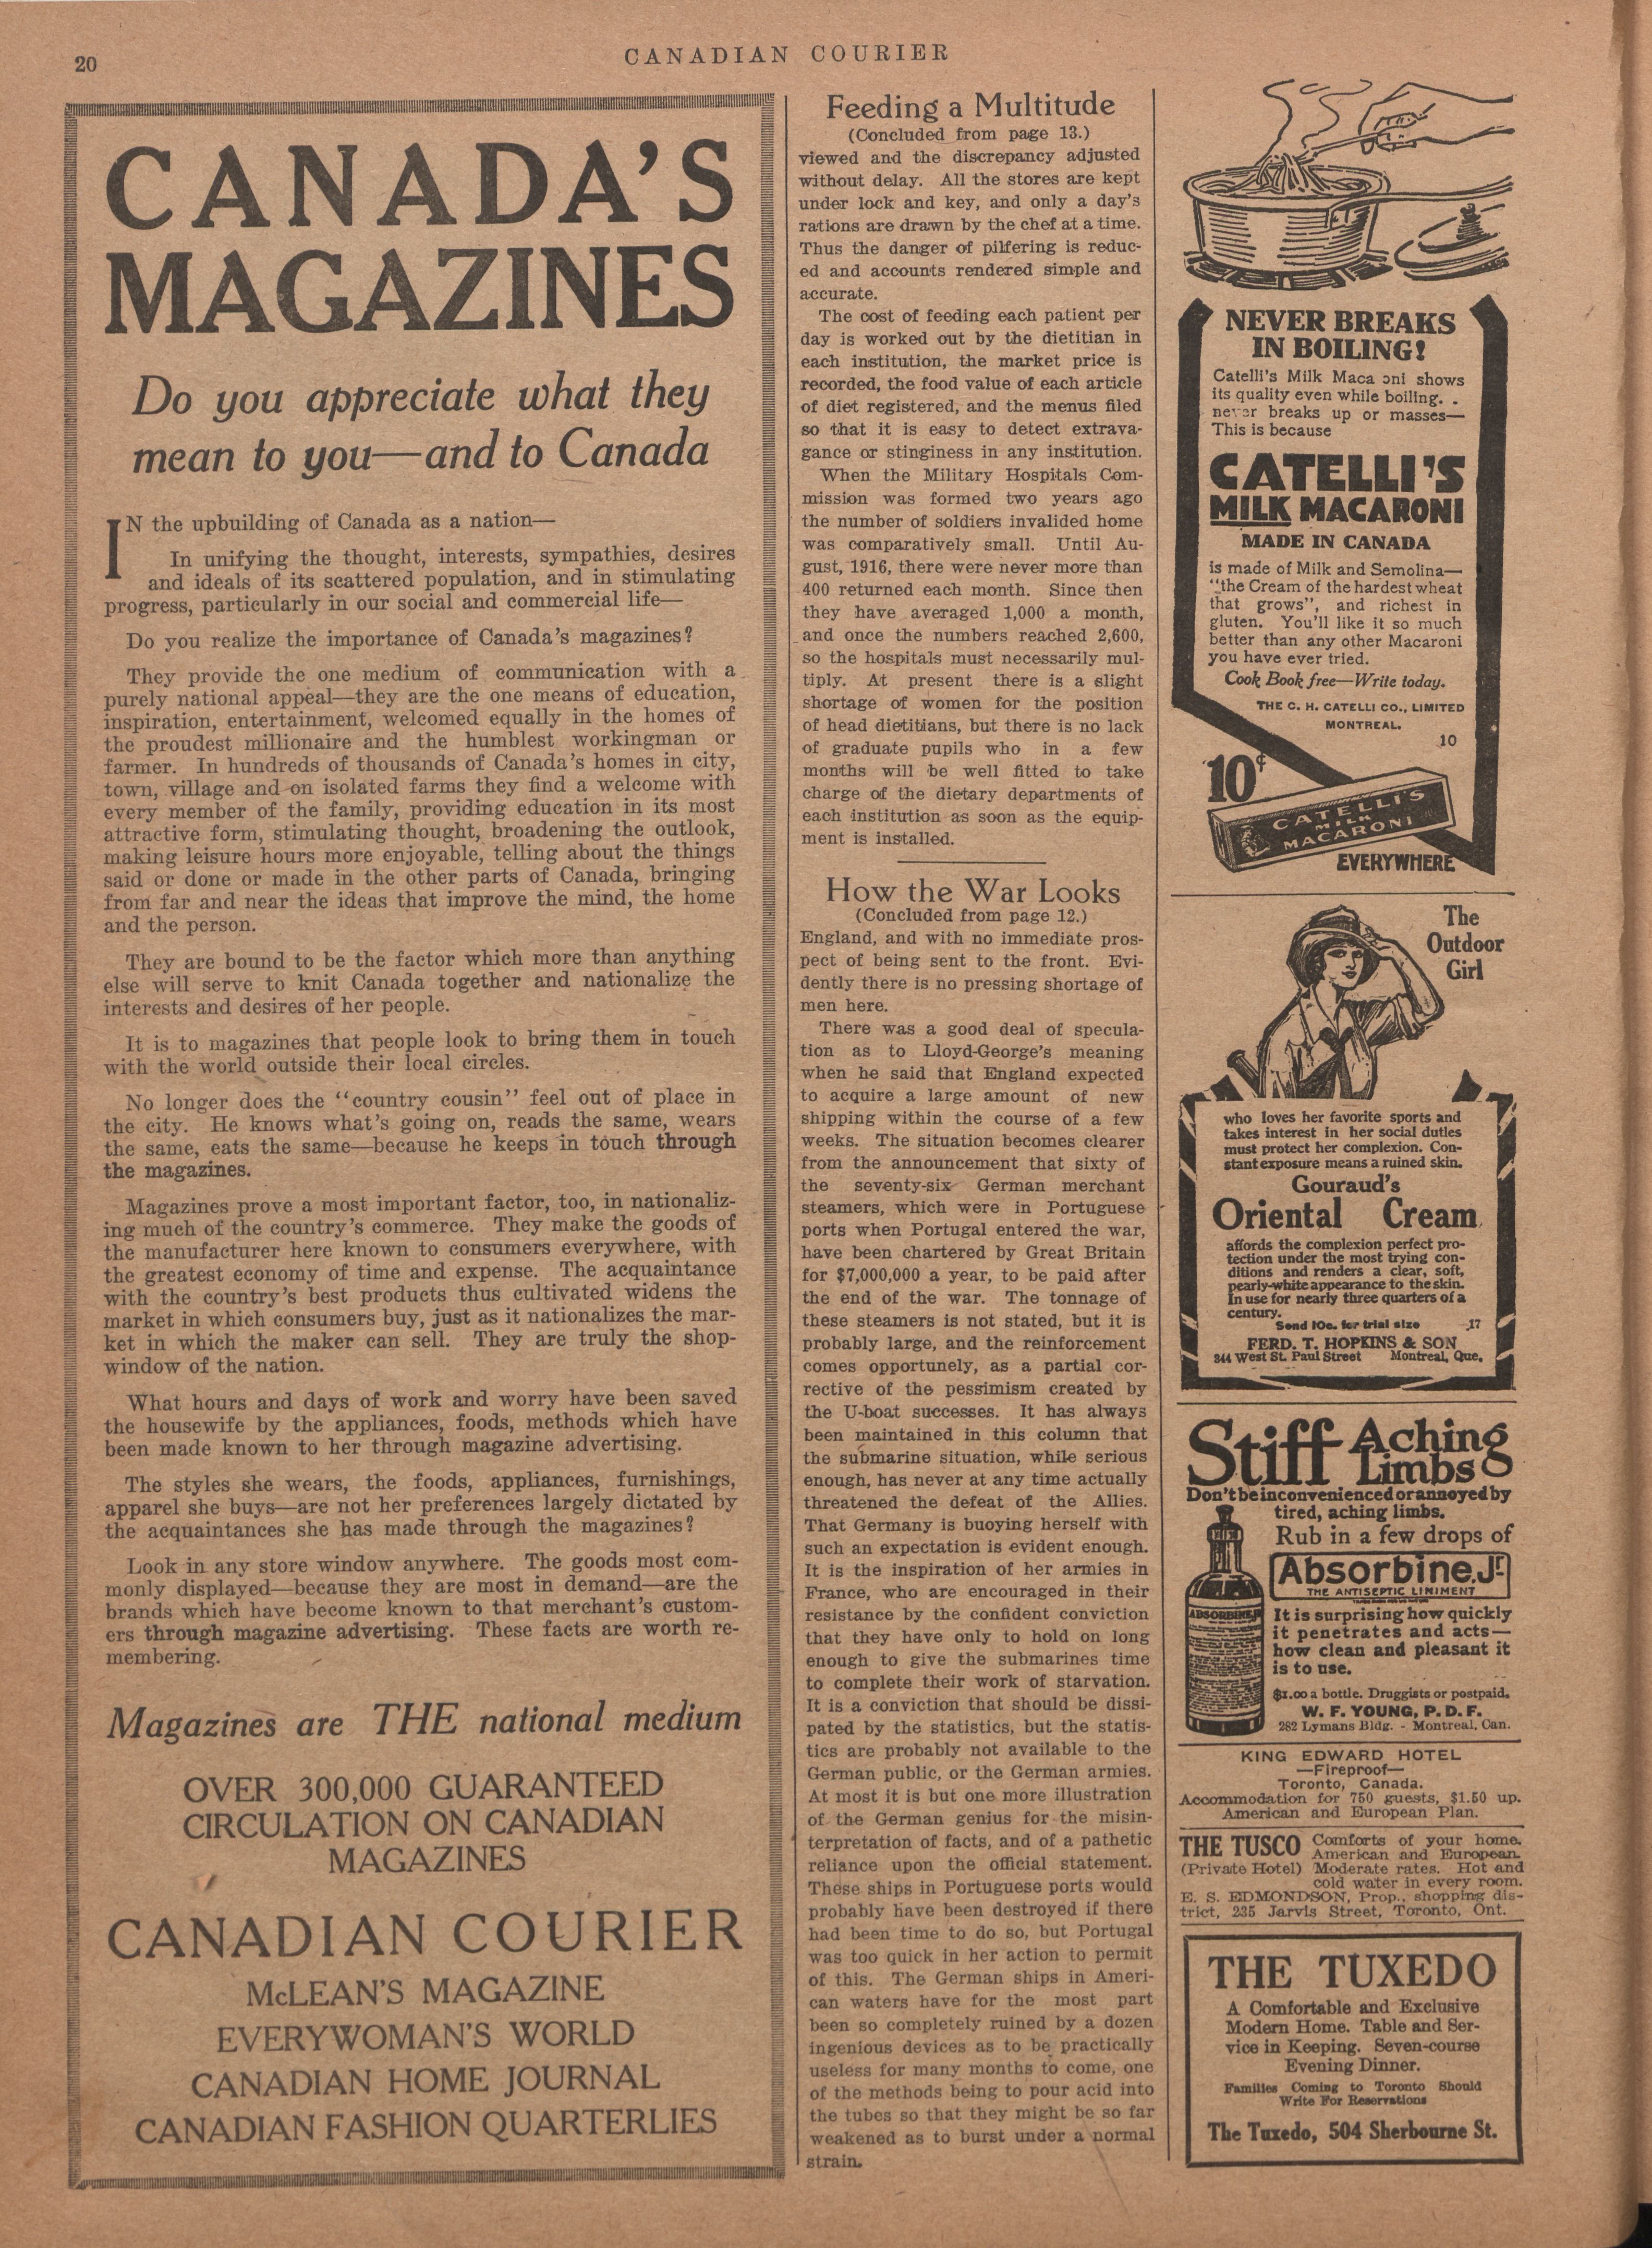 20
CANADIAN COURIER
CANADA'S
MAGAZINES
Do you appreciate what they
mean to you—and to Canada
IN the upbuilding of Canada as a nation—
In unifying the thought, interests, sympathies, desires
and ideals of its scattered population, and in stimulating
progress, particularly in our social and commercial life—
Do you realize the importance of Canada's magazines?
They provide the one medium of communication with a
purely national appeal—they are the one means of education,
inspiration, entertainment, welcomed equally in the homes of
the proudest millionaire and the humblest workingman or
farmer. In hundreds of thousands of Canada's homes in city,
town, village and on isolated farms they find a welcome with
every member of the family, providing education in its most
attractive form, stimulating thought, broadening the outlook,
making leisure hours more enjoyable, telling about the things
said or done or made in the other parts of Canada, bringing
from far and near the ideas that improve the mind, the home
and the person.
They are bound to be the factor which more than anything
else will serve to knit Canada together and nationalize the
interests and desires of her people.
It is to magazines that people look to bring them in touch
with the world outside their local circles.
No longer does the "country cousin" feel out of place in
the city. He knows what's going on, reads the same, wears
the same, eats the same—because he keeps in touch through
the magazines.
Magazines prove a most important factor, too, in nationaliz-
ing much of the country's commerce. They make the goods of
the manufacturer here known to consumers everywhere, with
the greatest economy of time and expense. The acquaintance
with the country's best products thus cultivated widens the
market in which consumers buy, just as it nationalizes the mar-
ket in which the maker can sell. They are truly the shop-
window of the nation.
What hours and days of work and worry have been saved
the housewife by the appliances, foods, methods which have
been made known to her through magazine advertising.
The styles she wears, the foods, appliances, furnishings,
apparel she buys—are not her preferences largely dictated by
the acquaintances she has made through the magazines?
Look in any store window anywhere. The goods most com-
monly displayed—because they are most in demand—are the
brands which have become known to that merchant's custom-
ers through magazine advertising. These facts are worth re-
membering.
Magazines are THE national medium
OVER 300,000 GUARANTEED
CIRCULATION ON CANADIAN
MAGAZINES
CANADIAN COURIER
McLEAN'S MAGAZINE
EVERYWOMAN'S WORLD
CANADIAN HOME JOURNAL
CANADIAN FASHION QUARTERLIES
Feeding a Multitude
(Concluded from page 13.)
viewed and the discrepancy adjusted
without delay. All the stores are kept
under lock and key, and only a day's
rations are drawn by the chef at a time.
Thus the danger of pilfering is reduc-
ed and accounts rendered simple and
accurate.
The cost of feeding each patient per
day is worked out by the dietitian in
each institution, the market price is
recorded, the food value of each article
of diet registered, and the menus filed
so that it is easy to detect extrava-
gance or stinginess in any institution.
When the Military Hospitals Com-
mission was formed two years ago
the number of soldiers invalided home
was comparatively small. Until Au-
gust, 1916, there were never more than
400 returned each month. Since then
they have averaged 1,000 a month,
and once the numbers reached 2,600,
so the hospitals must necessarily mul-
tiply. At present there is a slight
shortage of women for the position
of head dietitians, but there is no lack
of graduate pupils who in a few
months will be well fitted to take
charge of the dietary departments of
each institution as soon as the equip-
ment is installed.
How the War Looks
(Concluded from page 12.)
England, and with no immediate pros-
pect of being sent to the front. Evi-
dently there is no pressing shortage of
men here.
There was a good deal of specula-
tion as to Lloyd-George's meaning
when he said that England expected
to acquire a large amount of new
shipping within the course of a few
weeks. The situation becomes clearer
from the announcement that sixty of
the seventy-six German merchant
steamers, which were in Portuguese
ports when Portugal entered the war,
have been chartered by Great Britain
for $7,000,000 a year, to be paid after
the end of the war. The tonnage of
these steamers is not stated, but it is
probably large, and the reinforcement
comes opportunely, as a partial cor-
rective of the pessimism created by
the U-boat successes. It has always
been maintained in this column that
the submarine situation, while serious
enough, has never at any time actually
threatened the defeat of the Allies.
That Germany is buoying herself with
such an expectation is evident enough.
It is the inspiration of her armies in
France, who are encouraged in their
resistance by the confident conviction
that they have only to hold on long
enough to give the submarines time
to complete their work of starvation.
It is a conviction that should be dissi-
pated by the statistics, but the statis-
tics are probably not available to the
German public, or the German armies.
At most it is but one more illustration
of the German genius for the misin-
terpretation of facts, and of a pathetic
reliance upon the official statement.
These ships in Portuguese ports would
probably have been destroyed if there
had been time to do so, but Portugal
was too quick in her action to permit
of this. The German ships in Ameri-
can waters have for the most part
been so completely ruined by a dozen
ingenious devices as to be practically
useless for many months to come, one
of the methods being to pour acid into
the tubes so that they might be so far
weakened as to burst under a normal
strain.
NEVER BREAKS
IN BOILING!
Catelli's Milk Maca oni shows
its quality even while boiling. .
never breaks up or masses—
This is because
CATELLI'S
MILK MACARONI
MADE IN CANADA
is made of Milk and Semolina—
"the Cream of the hardest wheat
that grows", and richest in
gluten. You'll like it so much
better than any other Macaroni
you have ever tried.
Cook Book free—Write today.
THE C. H. CATELLI CO., LIMITED
MONTREAL.
10
10¢
CATELLI'S
MILK
MACARONI
EVERYWHERE
The
Outdoor
Girl
who loves her favorite sports and
takes interest in her social duties
must protect her complexion. Con-
stant exposure means a ruined skin.
Gouraud's
Oriental Cream
affords the complexion perfect pro-
tection under the most trying con-
ditions and renders a clear, soft,
pearly-white appearance to the skin.
In use for nearly three quarters of a
century.
Send 10c. for trial size 17
FERD. T. HOPKINS & SON
344 West St. Paul Street Montreal, Que.
Stiff Aching
Limbs
Don't be inconvenienced or annoyed by
tired, aching limbs.
Rub in a few drops of
Absorbine Jr.
THE ANTISEPTIC LINIMENT
ABSORBINE, JR
It is surprising how quickly
it penetrates and acts—
how clean and pleasant it
is to use.
$1.00 a bottle. Druggists or postpaid.
W. F. YOUNG, P. D. F.
282 Lymans Bldg. - Montreal, Can.
KING EDWARD HOTEL
—Fireproof—
Toronto, Canada.
Accommodation for 750 guests, $1.50 up.
American and European Plan.
THE TUSCO Comforts of your home.
American and European.
(Private Hotel) Moderate rates. Hot and
cold water in every room.
E. S. EDMONDSON, Prop., shopping dis-
trict, 235 Jarvis Street, Toronto, Ont.
THE TUXEDO
A Comfortable and Exclusive
Modern Home. Table and Ser-
vice in Keeping. Seven-course
Evening Dinner.
Families Coming to Toronto Should
Write For Reservations
The Tuxedo, 504 Sherbourne St.